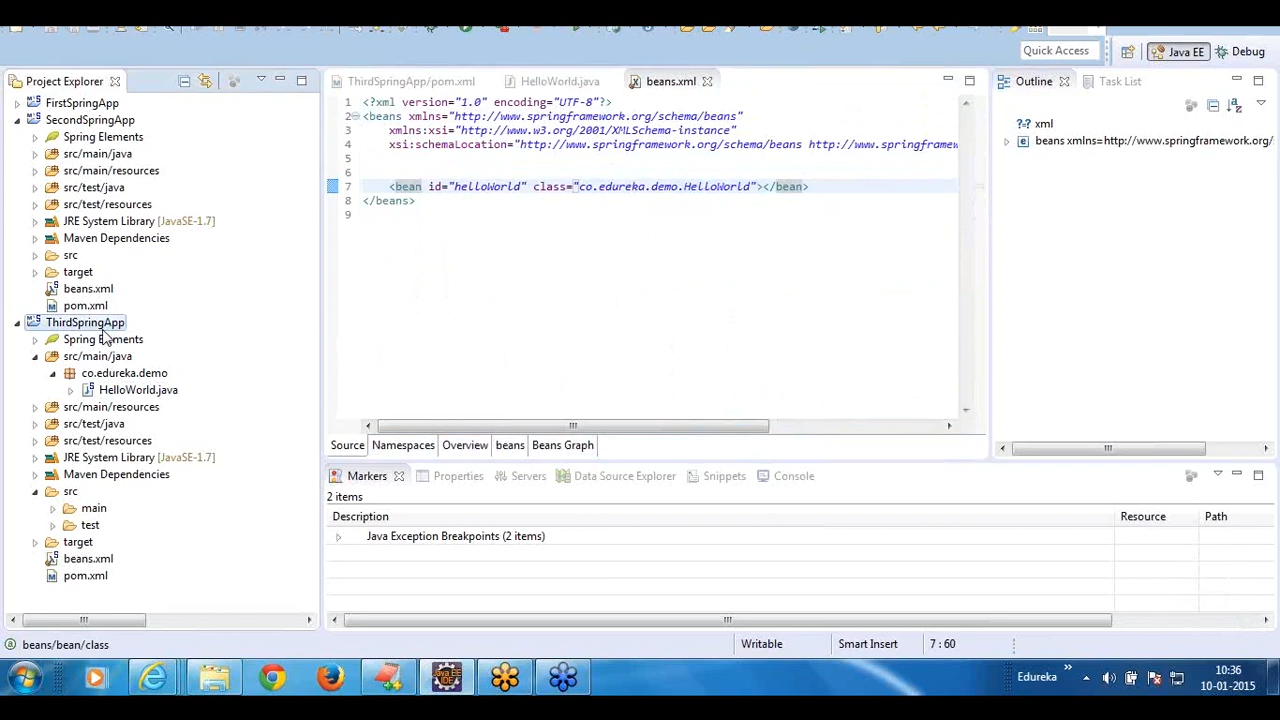 Quick Access
Java EE
Debug
Project Explorer
ThirdSpringApp/pom.xml
HelloWorld.java
beans.xml
Outline
Task List
FirstSpringApp
SecondSpringApp
Spring Elements
src/main/java
src/main/resources
src/test/java
src/test/resources
JRE System Library [JavaSE-1.7]
Maven Dependencies
src
target
beans.xml
pom.xml
ThirdSpringApp
Spring Elements
src/main/java
co.edureka.demo
HelloWorld.java
src/main/resources
src/test/java
src/test/resources
JRE System Library [JavaSE-1.7]
Maven Dependencies
src
main
test
target
beans.xml
pom.xml
1 <?xml version="1.0" encoding="UTF-8"?>
2 <beans xmlns="http://www.springframework.org/schema/beans"
3 xmlns:xsi="http://www.w3.org/2001/XMLSchema-instance"
4 xsi:schemaLocation="http://www.springframework.org/schema/beans http://www.springframew
5
6
7 <bean id="helloWorld" class="co.edureka.demo.HelloWorld"></bean>
8 </beans>
9
xml
beans xmlns=http://www.springframework.org/
Source Namespaces Overview beans Beans Graph
Markers Properties Servers Data Source Explorer Snippets Console
2 items
Description Resource Path
Java Exception Breakpoints (2 items)
beans/bean/class
Writable
Smart Insert
7 : 60
Java EE
IDE
Edureka
10:36
10-01-2015